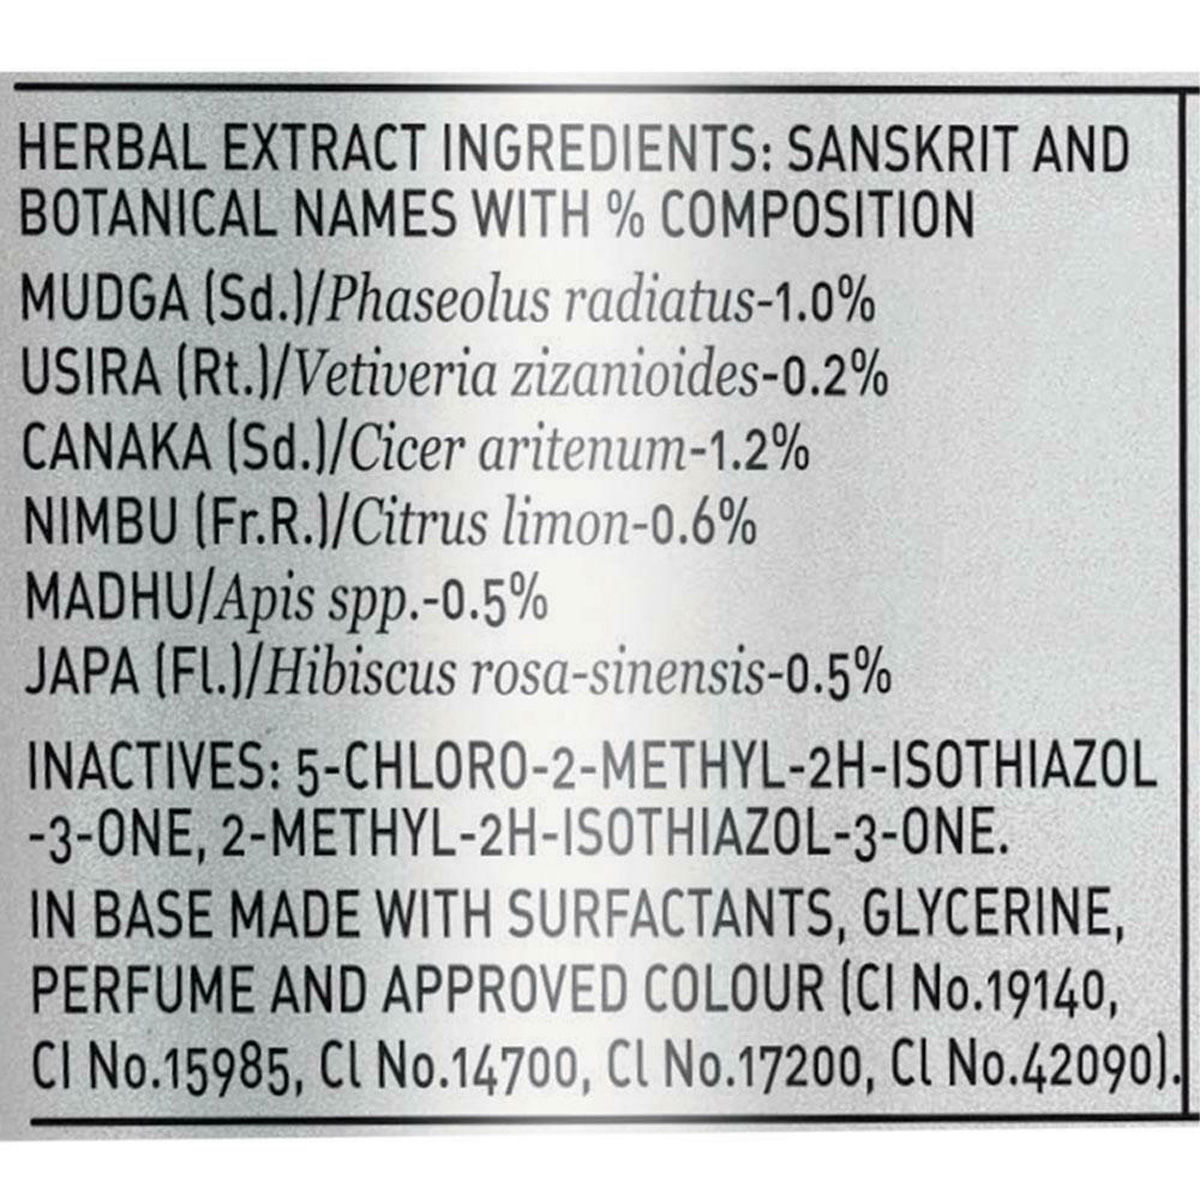 HERBAL EXTRACT INGREDIENTS: SANSKRIT AND
BOTANICAL NAMES WITH % COMPOSITION
MUDGA (Sd.)/Phaseolus radiatus-1.0%
USIRA (Rt.)/Vetiveria zizanioides-0.2%
CANAKA (Sd.)/Cicer aritenum-1.2%
NIMBU (Fr.R.)/Citrus limon-0.6%
MADHU/Apis spp.-0.5%
JAPA (Fl.)/Hibiscus rosa-sinensis-0.5%
INACTIVES: 5-CHLORO-2-METHYL-2H-ISOTHIAZOL
-3-ONE, 2-METHYL-2H-ISOTHIAZOL-3-ONE.
IN BASE MADE WITH SURFACTANTS, GLYCERINE,
PERFUME AND APPROVED COLOUR (CI No.19140,
CI No.15985, Cl No.14700, Cl No.17200, Cl No.42090).